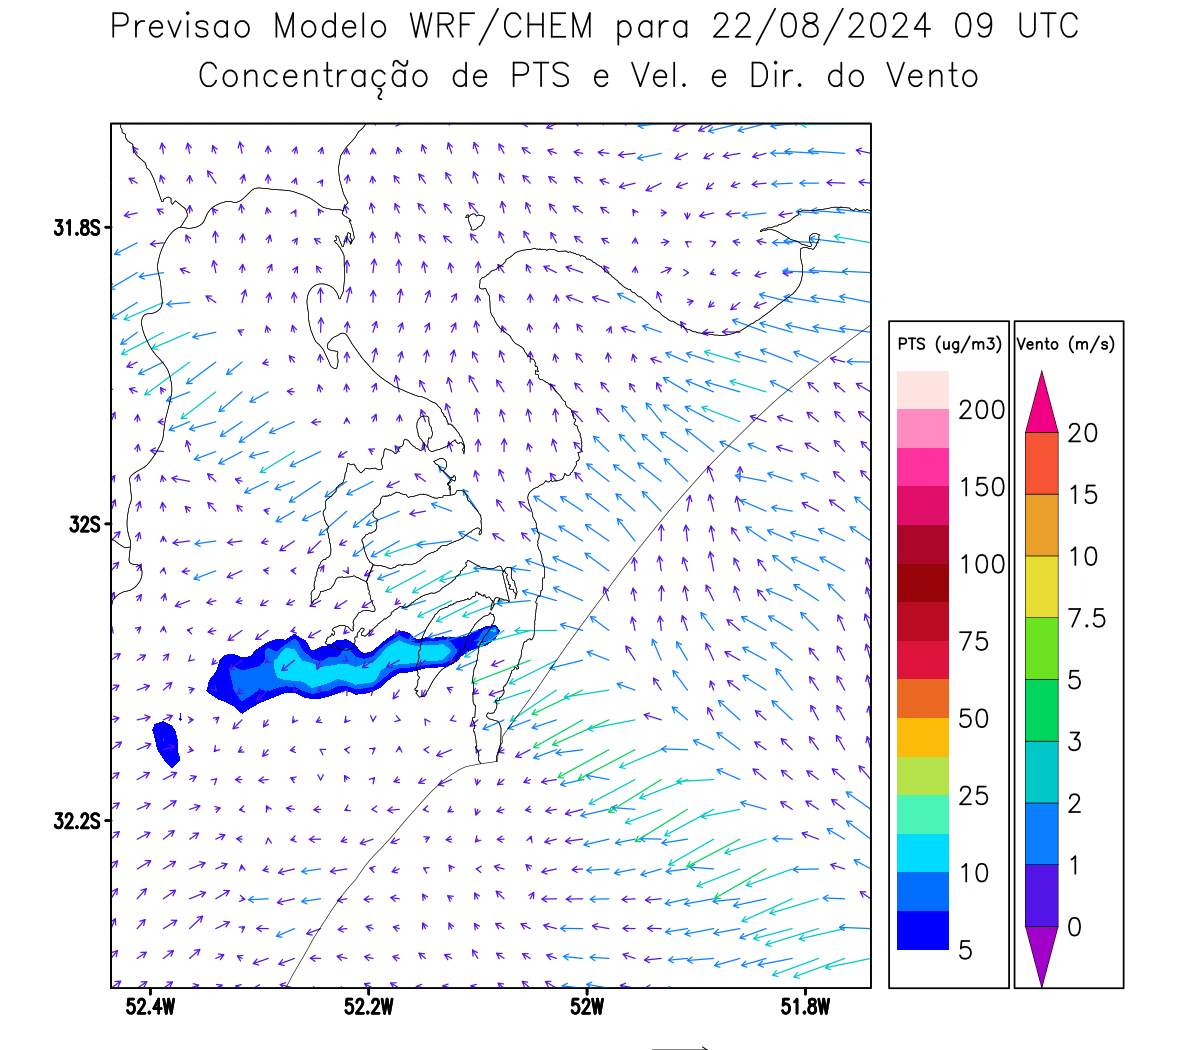 Previsao Modelo WRF/CHEM para 22/08/2024 09 UTC
Concentração de PTS e Vel. e Dir. do Vento
31.8S
32S
32.2S
52.4W 52.2W 52W 51.8W
PTS (ug/m3)
200
150
100
75
50
25
10
5
Vento (m/s)
20
15
10
7.5
5
3
2
1
0